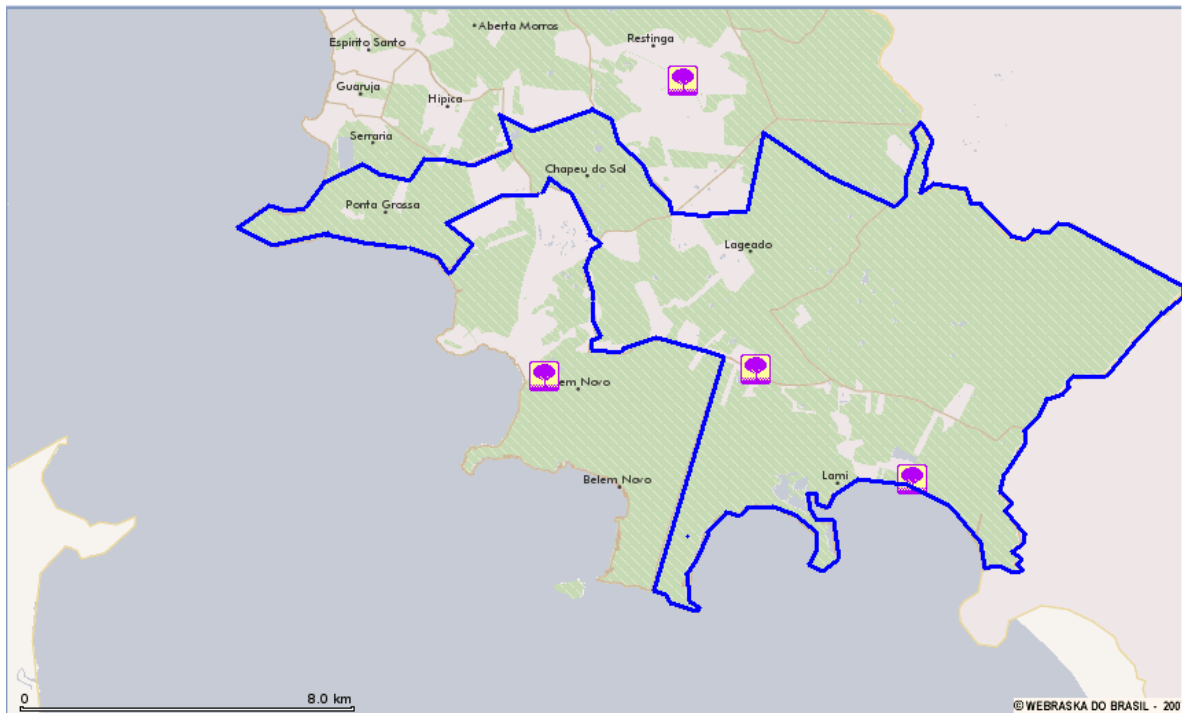 Aberta Morros
Espirito Santo
Restinga
Guaruja
Hipica
Serraria
Chapeu do Sol
Ponta Grossa
Lageado
em Novo
Lami
Belem Novo
0
8.0 km
© WEBRASKA DO BRASIL - 200